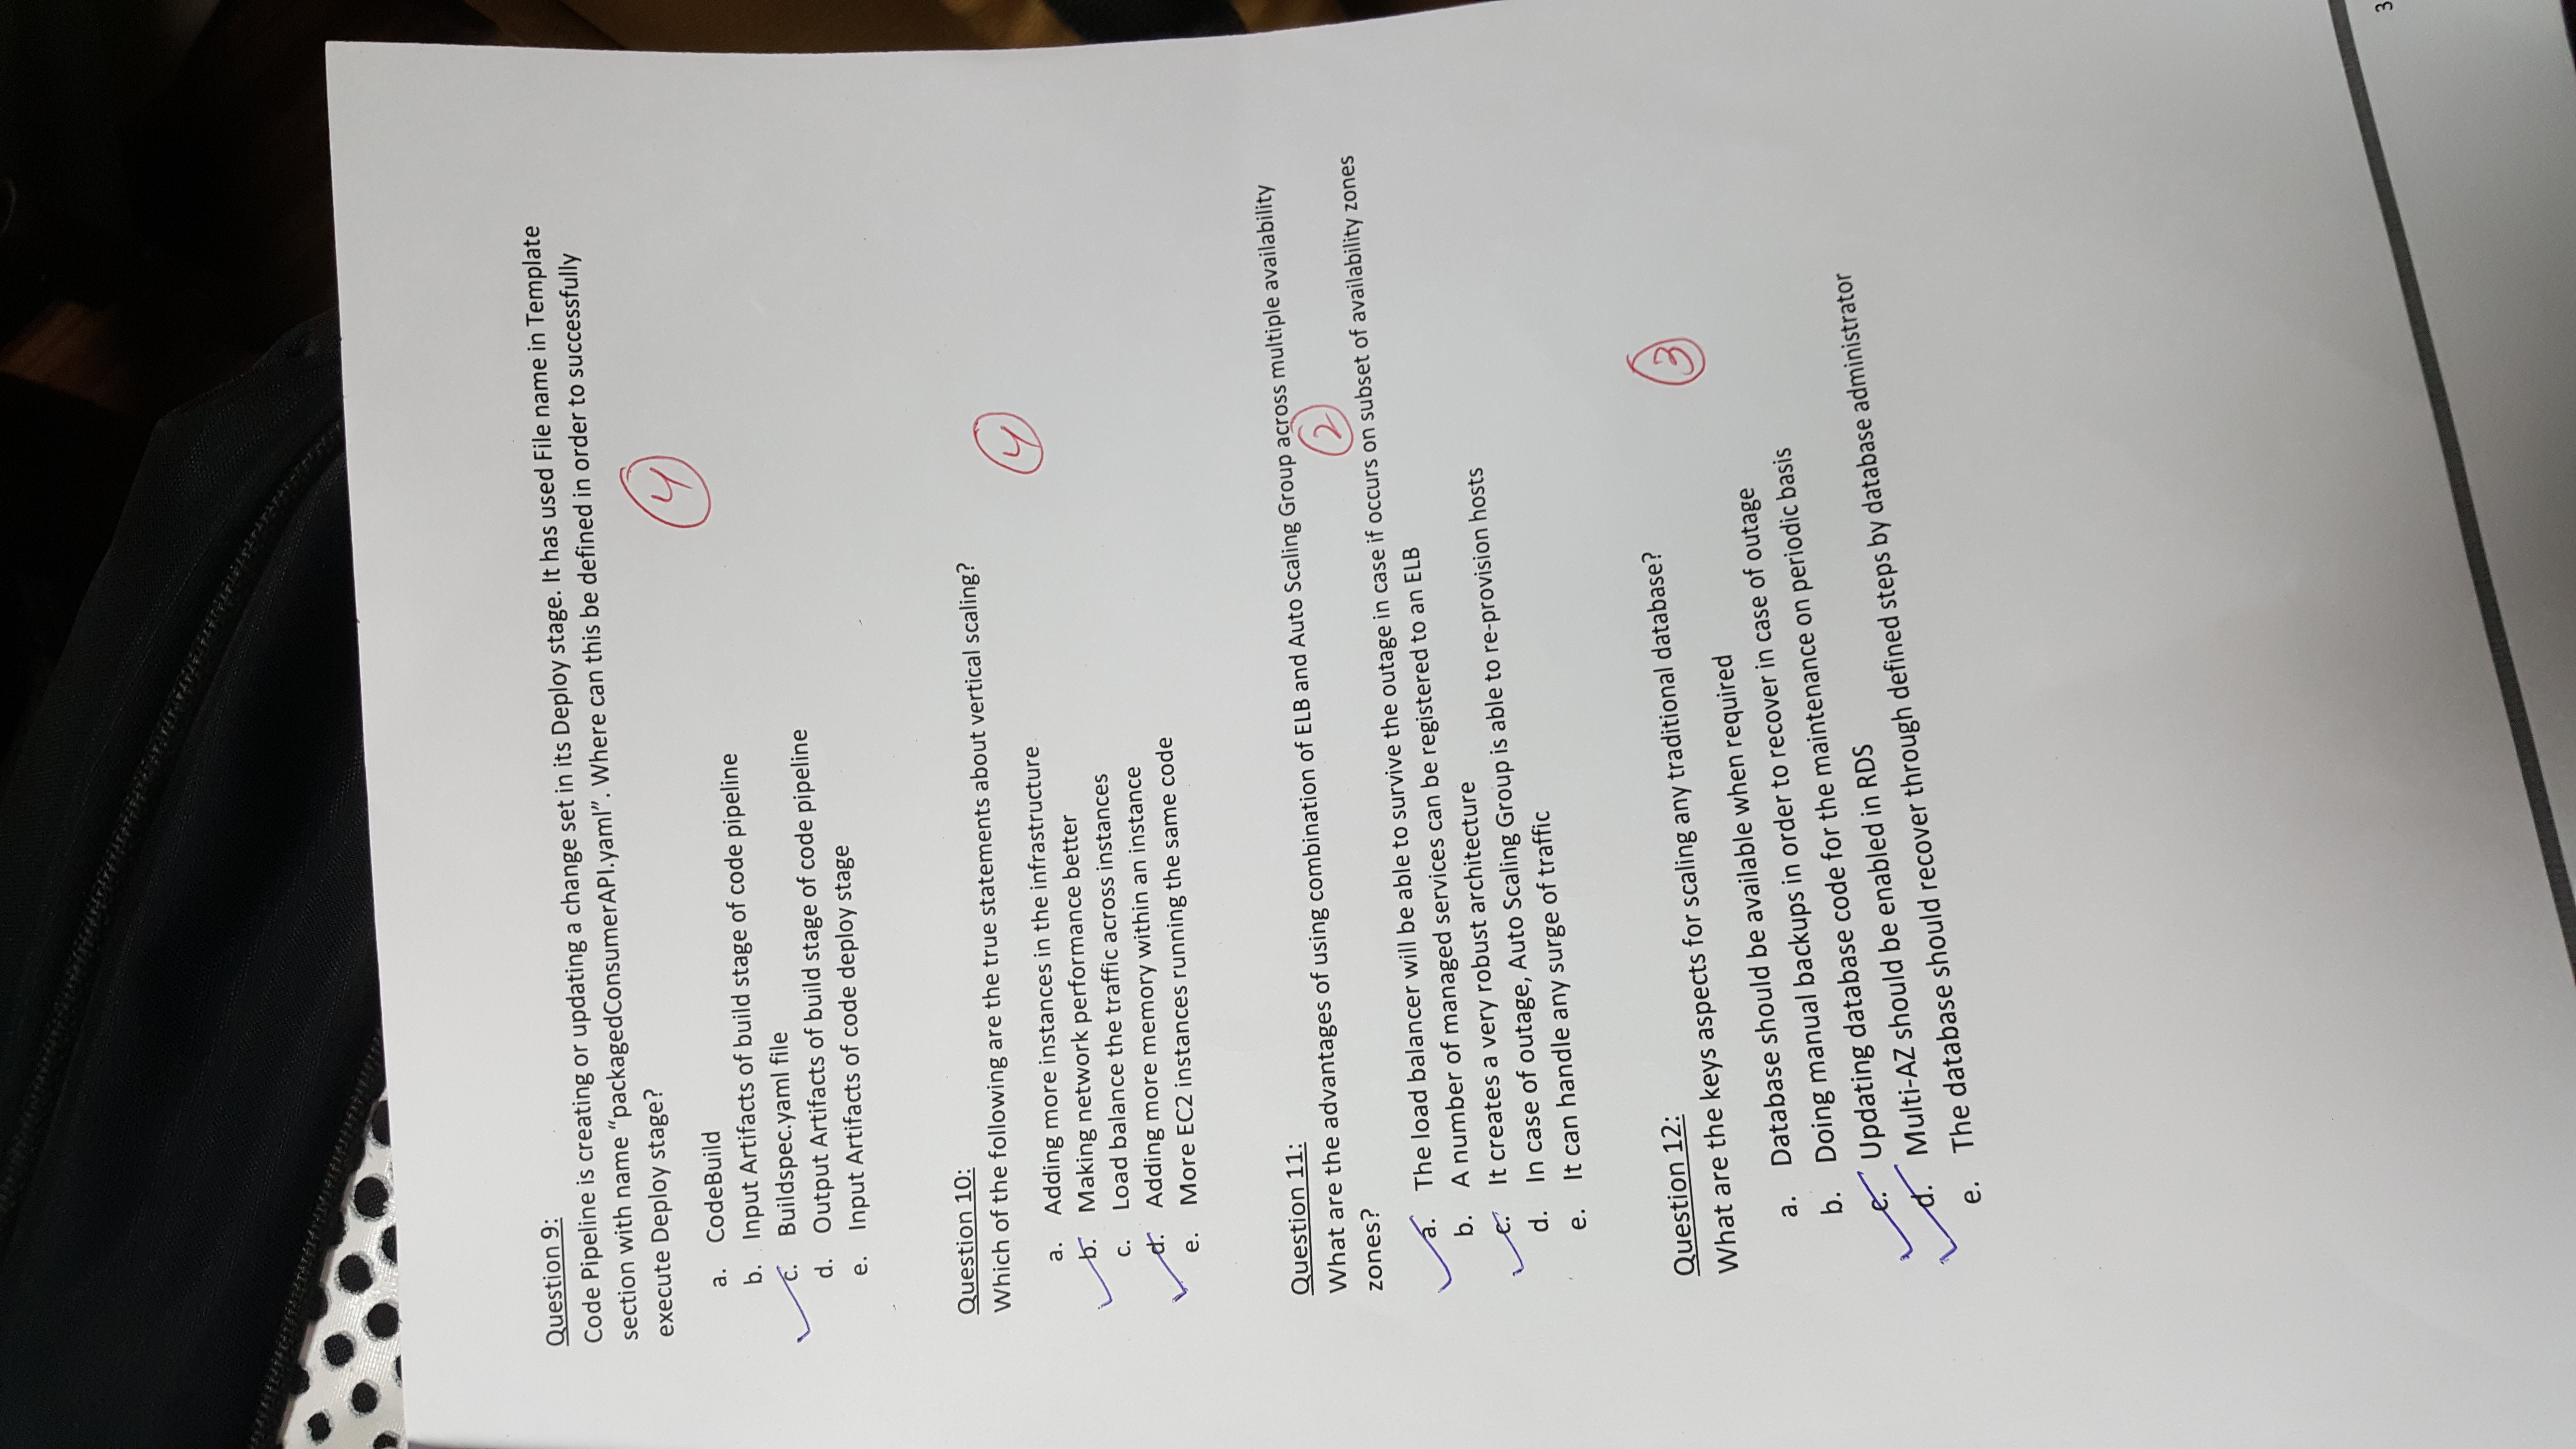 Question 9:
Code Pipeline is creating or updating a change set in its Deploy stage. It has used File name in Template
section with name “packagedConsumerAPI.yaml”. Where can this be defined in order to successfully
execute Deploy stage?
4
a. CodeBuild
b. Input Artifacts of build stage of code pipeline
c. Buildspec.yaml file
d. Output Artifacts of build stage of code pipeline
e. Input Artifacts of code deploy stage
Question 10:
Which of the following are the true statements about vertical scaling?
4
a. Adding more instances in the infrastructure
b. Making network performance better
c. Load balance the traffic across instances
d. Adding more memory within an instance
e. More EC2 instances running the same code
Question 11:
What are the advantages of using combination of ELB and Auto Scaling Group across multiple availability
zones?
2
a. The load balancer will be able to survive the outage in case if occurs on subset of availability zones
b. A number of managed services can be registered to an ELB
c. It creates a very robust architecture
d. In case of outage, Auto Scaling Group is able to re-provision hosts
e. It can handle any surge of traffic
Question 12:
What are the keys aspects for scaling any traditional database?
3
a. Database should be available when required
b. Doing manual backups in order to recover in case of outage
c. Updating database code for the maintenance on periodic basis
d. Multi-AZ should be enabled in RDS
e. The database should recover through defined steps by database administrator
3